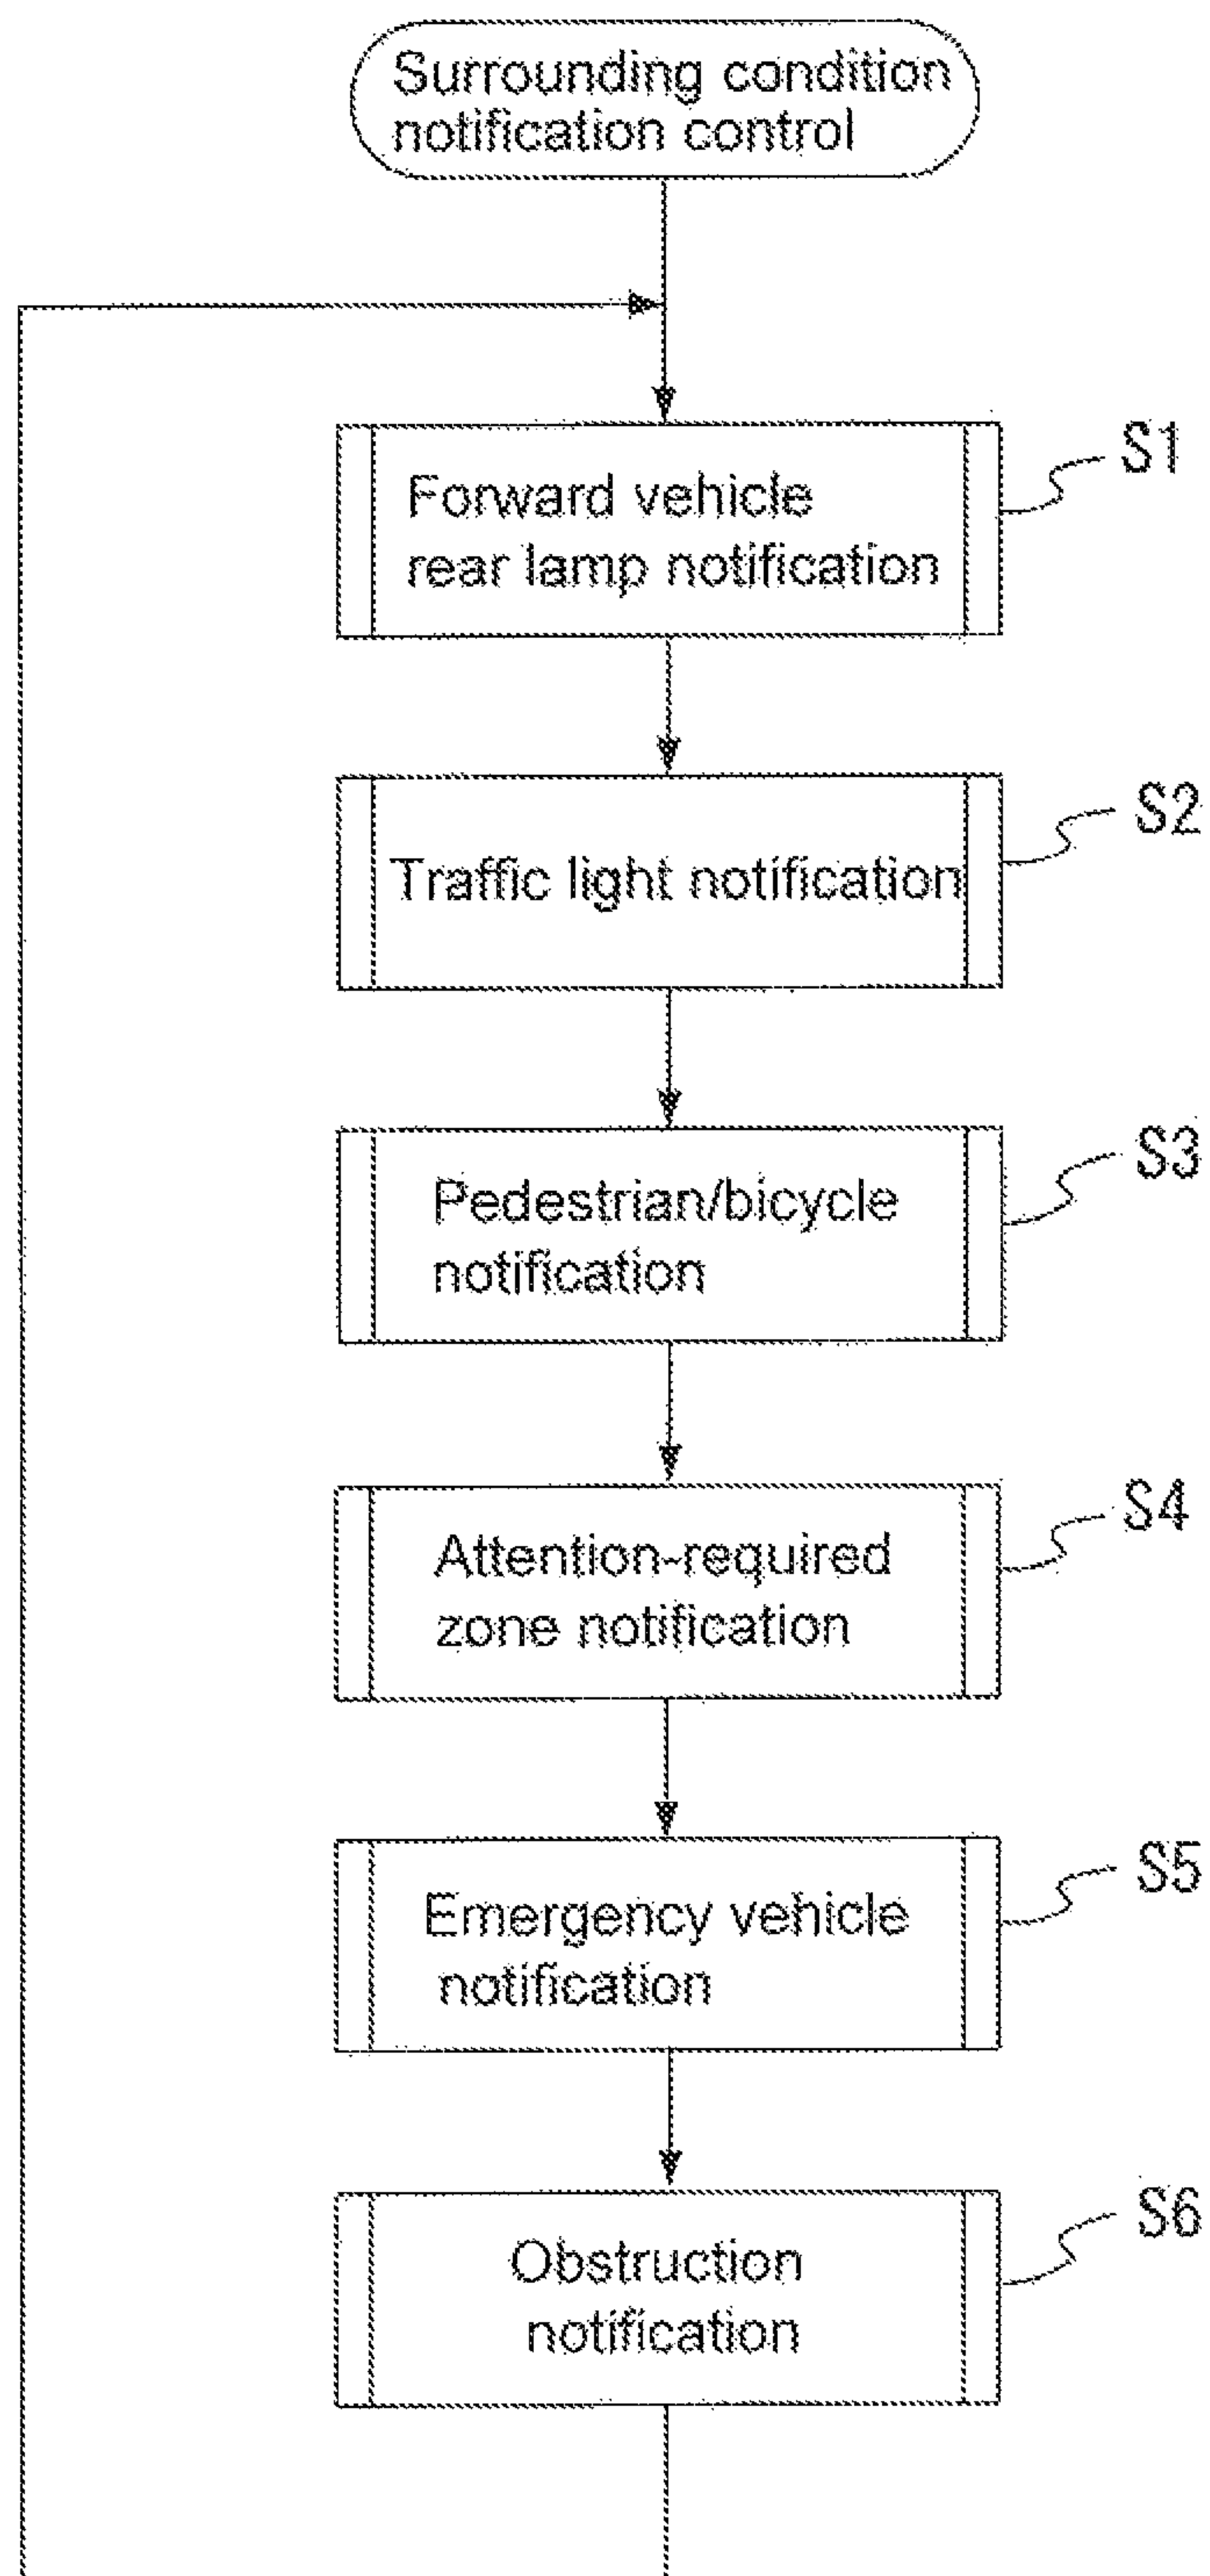 Surrounding condition
notification control
S1
Forward vehicle
rear lamp notification
S2
Traffic light notification
S3
Pedestrian/bicycle
notification
S4
Attention-required
zone notification
S5
Emergency vehicle
notification
S6
Obstruction
notification